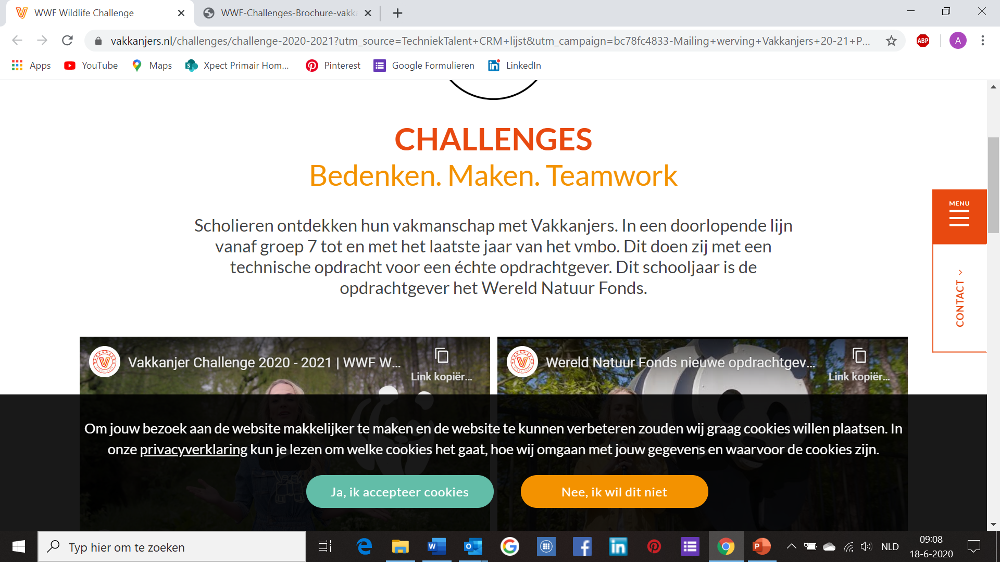 WWF Wildlife Challenge
WWF-Challenges-Brochure-vakka
vakkanjers.nl/challenges/challenge-2020-2021?utm_source=TechniekTalent+CRM+lijst&utm_campaign=bc78fc4833-Mailing+werving+Vakkanjers+20-21+P...
ABP
A
Apps
YouTube
Maps
Xpect Primair Hom...
Pinterest
Google Formulieren
LinkedIn
CHALLENGES
Bedenken. Maken. Teamwork
Scholieren ontdekken hun vakmanschap met Vakkanjers. In een doorlopende lijn
vanaf groep 7 tot en met het laatste jaar van het vmbo. Dit doen zij met een
technische opdracht voor een échte opdrachtgever. Dit schooljaar is de
opdrachtgever het Wereld Natuur Fonds.
MENU
CONTACT >
Vakkanjer Challenge 2020 - 2021 | WWF W...
Link kopiër...
Wereld Natuur Fonds nieuwe opdrachtgev...
Link kopiër...
Om jouw bezoek aan de website makkelijker te maken en de website te kunnen verbeteren zouden wij graag cookies willen plaatsen. In
onze privacyverklaring kun je lezen om welke cookies het gaat, hoe wij omgaan met jouw gegevens en waarvoor de cookies zijn.
Ja, ik accepteer cookies
Nee, ik wil dit niet
Typ hier om te zoeken
NLD
09:08
18-6-2020